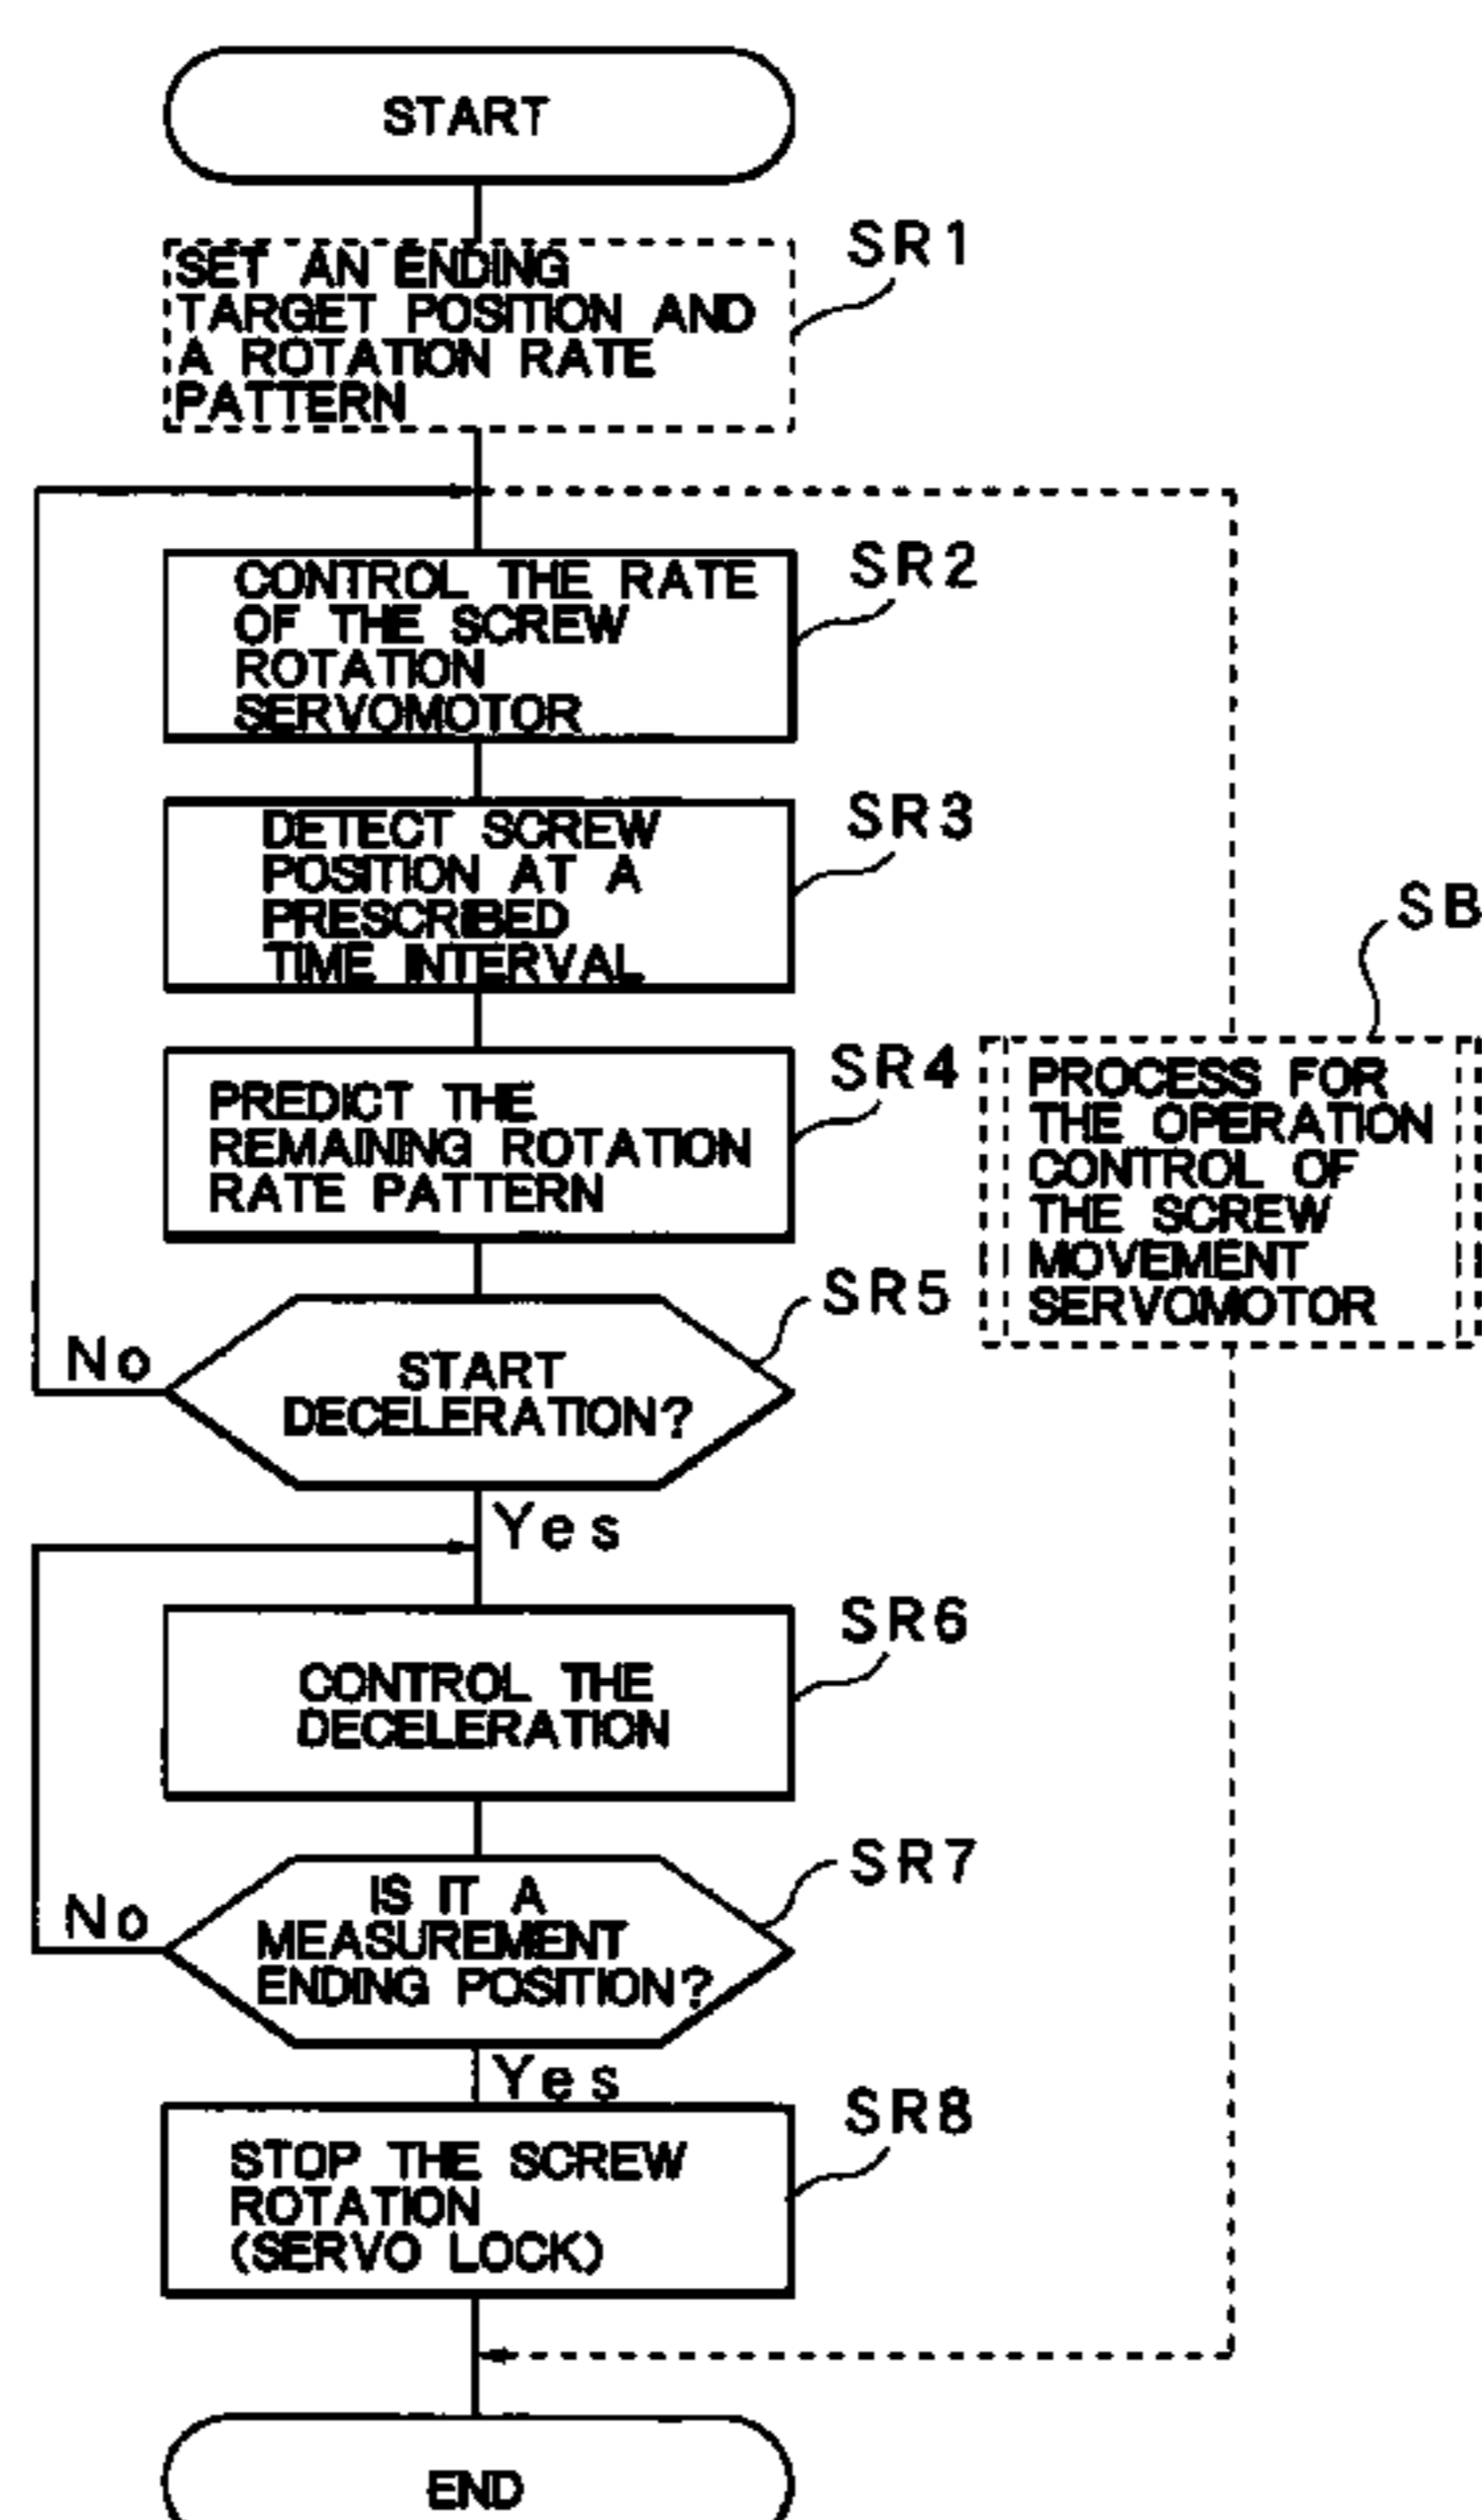 START
SR1
SET AN ENDING
TARGET POSITION AND
A ROTATION RATE
PATTERN
SR2
CONTROL THE RATE
OF THE SCREW
ROTATION
SERVOMOTOR
SR3
DETECT SCREW
POSITION AT A
PRESCRIBED
TIME INTERVAL
SB
SR4
PREDICT THE
REMAINING ROTATION
RATE PATTERN
PROCESS FOR
THE OPERATION
CONTROL OF
THE SCREW
MOVEMENT
SERVOMOTOR
SR5
No
START
DECELERATION?
Yes
SR6
CONTROL THE
DECELERATION
SR7
No
IS IT A
MEASUREMENT
ENDING POSITION?
Yes
SR8
STOP THE SCREW
ROTATION
(SERVO LOCK)
END